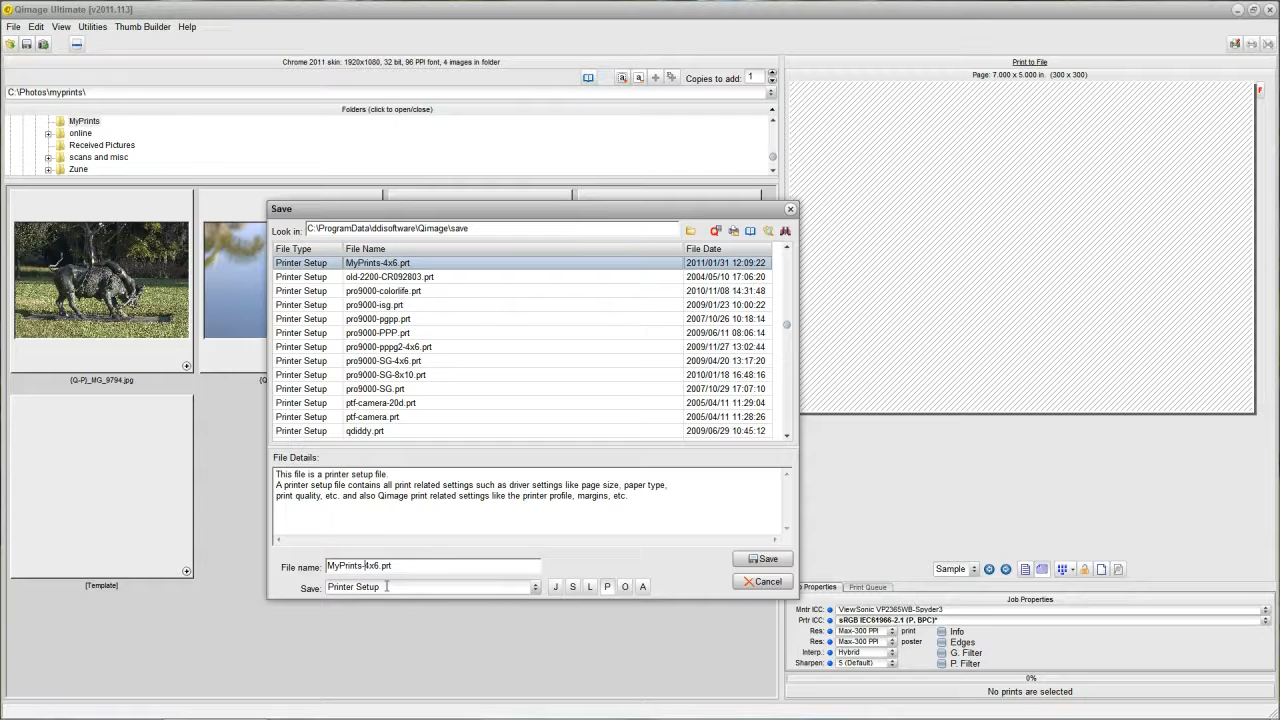 Qimage Ultimate [v2011.113]
File Edit View Utilities Thumb Builder Help
Chrome 2011 skin: 1920x1080, 32 bit, 96 PPI font, 4 images in folder
Copies to add: 1
C:\Photos\myprints\
Folders (click to open/close)
MyPrints
online
Received Pictures
scans and misc
Zune
{Q-P}_MG_9794.jpg
[Template]
Print to File
Page: 7.000 x 5.000 in. (300 x 300)
Save
Look in: C:\ProgramData\ddisoftware\Qimage\save
File Type File Name File Date
Printer Setup MyPrints-4x6.prt 2011/01/31 12:09:22
Printer Setup old-2200-CR092803.prt 2004/05/10 17:06:20
Printer Setup pro9000-colorlife.prt 2010/11/08 14:31:48
Printer Setup pro9000-isg.prt 2009/01/23 10:00:22
Printer Setup pro9000-pgpp.prt 2007/10/26 10:18:14
Printer Setup pro9000-PPP.prt 2009/06/11 08:06:14
Printer Setup pro9000-pppg2-4x6.prt 2009/11/27 13:02:44
Printer Setup pro9000-SG-4x6.prt 2009/04/20 13:17:20
Printer Setup pro9000-SG-8x10.prt 2010/01/18 16:48:16
Printer Setup pro9000-SG.prt 2007/10/29 17:07:10
Printer Setup ptf-camera-20d.prt 2005/04/11 11:29:04
Printer Setup ptf-camera.prt 2005/04/11 11:28:26
Printer Setup qdiddy.prt 2009/06/29 10:45:12
File Details:
This file is a printer setup file.
A printer setup file contains all print related settings such as driver settings like page size, paper type,
print quality, etc. and also Qimage print related settings like the printer profile, margins, etc.
File name: MyPrints-4x6.prt
Save
Save: Printer Setup
J S L P O A
Cancel
Sample
Properties Print Queue
Job Properties
Mntr ICC: ViewSonic VP2365WB-Spyder3
Prtr ICC: sRGB IEC61966-2.1 (P, BPC)*
Res: Max-300 PPI print Info
Res: Max-300 PPI poster Edges
Interp.: Hybrid G. Filter
Sharpen: 5 (Default) P. Filter
0%
No prints are selected